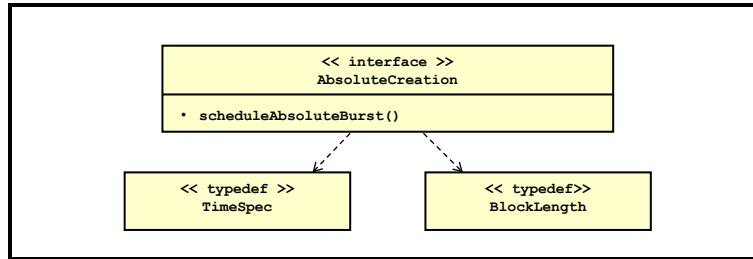 << interface >>
AbsoluteCreation
• scheduleAbsoluteBurst()
<< typedef >>
TimeSpec
<< typedef>>
BlockLength